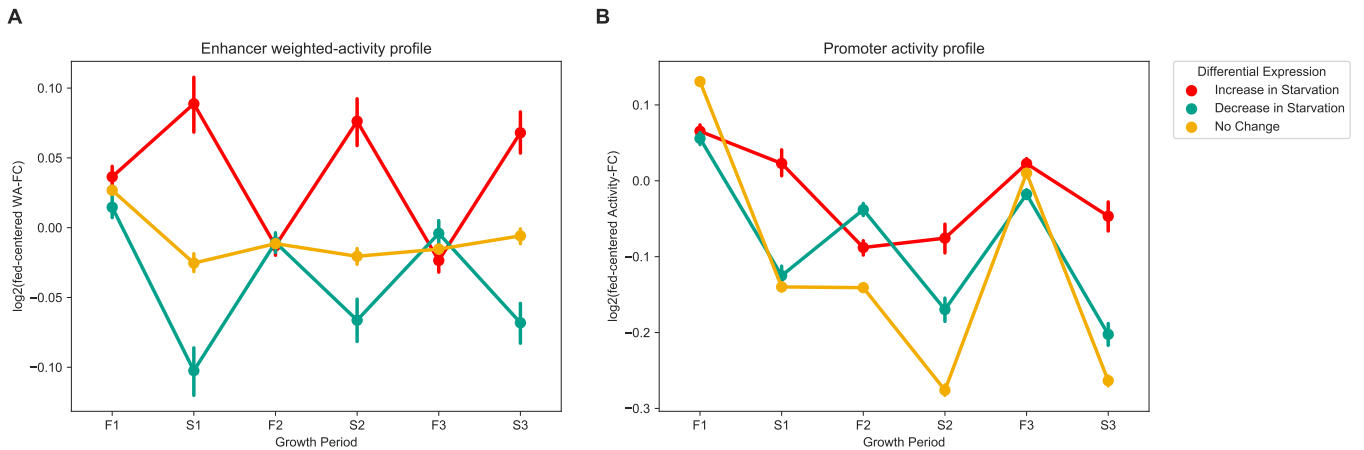 A
Enhancer weighted-activity profile
log2(fed-centered WA-FC)
0.10
0.05
0.00
−0.05
−0.10
F1 S1 F2 S2 F3 S3
Growth Period
B
Promoter activity profile
log2(fed-centered Activity-FC)
0.1
0.0
−0.1
−0.2
−0.3
F1 S1 F2 S2 F3 S3
Growth Period
Differential Expression
Increase in Starvation
Decrease in Starvation
No Change